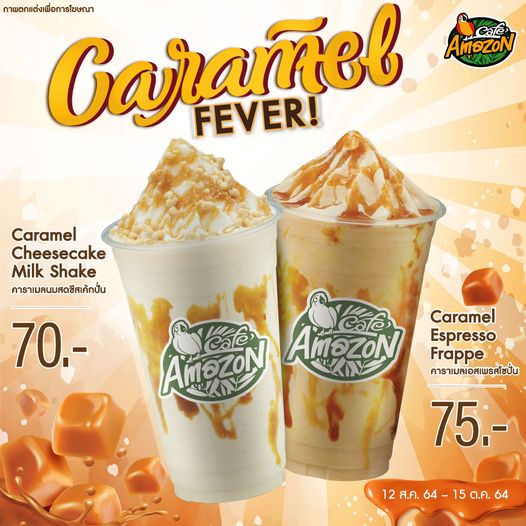 ภาพตกแต่งเพื่อการโฆษณา
Café
Amazon
Caramel
FEVER!
Caramel
Cheesecake
Milk Shake
คาราเมลนมสดชีสเค้กปั่น
70.-
Café
Amazon
Café
Amazon
Caramel
Espresso
Frappe
คาราเมลเอสเพรสโซปั่น
75.-
12 ส.ค. 64 – 15 ต.ค. 64